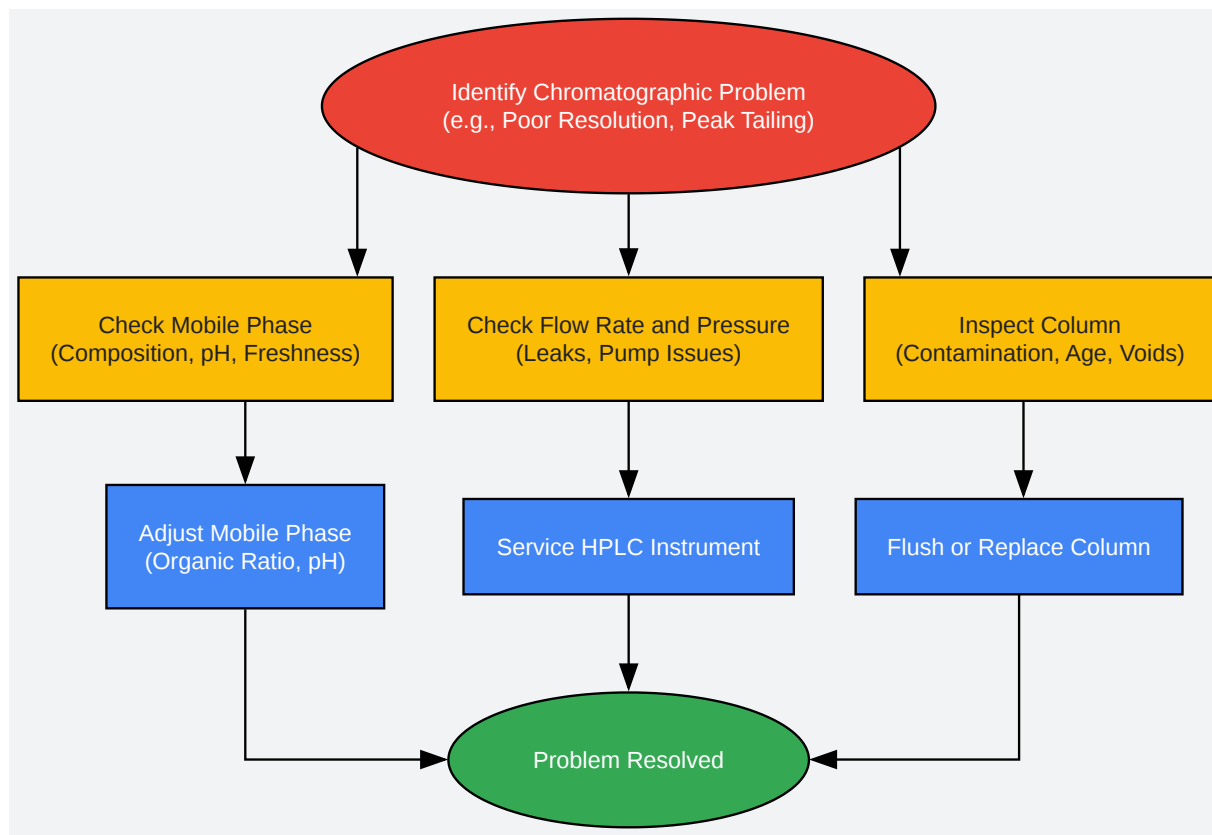 Identify Chromatographic Problem
(e.g., Poor Resolution, Peak Tailing)
Check Mobile Phase
(Composition, pH, Freshness)
Check Flow Rate and Pressure
(Leaks, Pump Issues)
Inspect Column
(Contamination, Age, Voids)
Adjust Mobile Phase
(Organic Ratio, pH)
Service HPLC Instrument
Flush or Replace Column
Problem Resolved